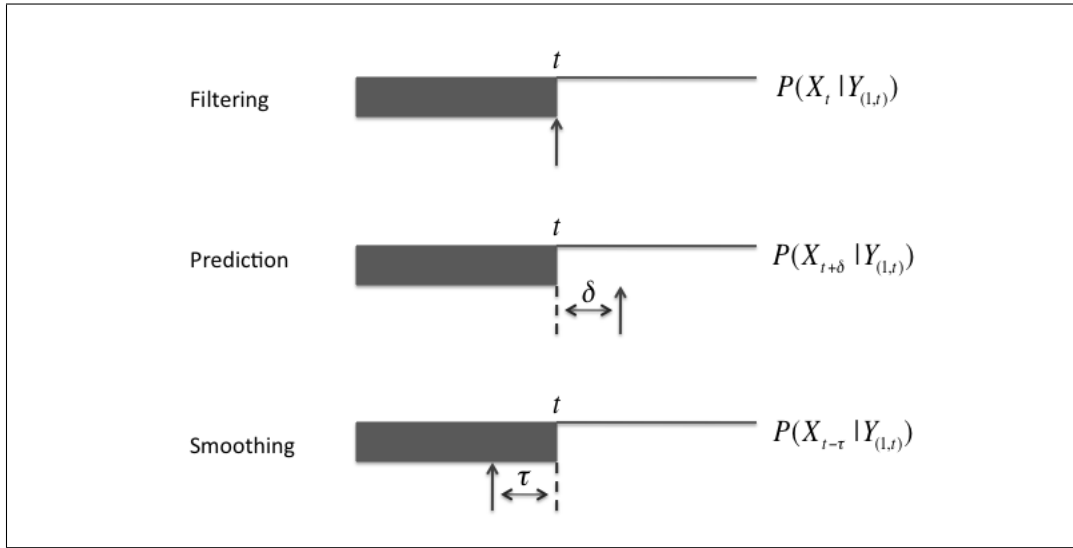 t
Filtering
P(X_t | Y_(1,t))
t
Prediction
P(X_{t+δ} | Y_(1,t))
δ
t
Smoothing
P(X_{t−τ} | Y_(1,t))
τ